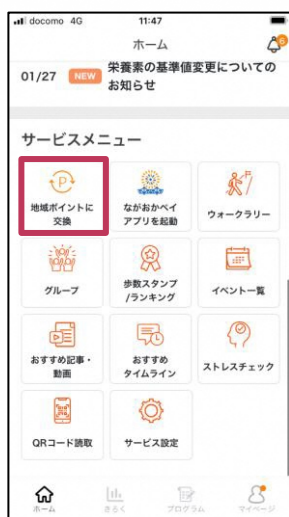 docomo 4G 11:47
ホーム
6
01/27 NEW 栄養素の基準値変更についての
お知らせ
サービスメニュー
P
地域ポイントに
交換
ながおかペイ
アプリを起動
ウォークラリー
グループ
歩数スタンプ
/ランキング
イベント一覧
おすすめ記事・
動画
おすすめ
タイムライン
ストレスチェック
QRコード読取
サービス設定
ホーム
きろく
プログラム
マイページ